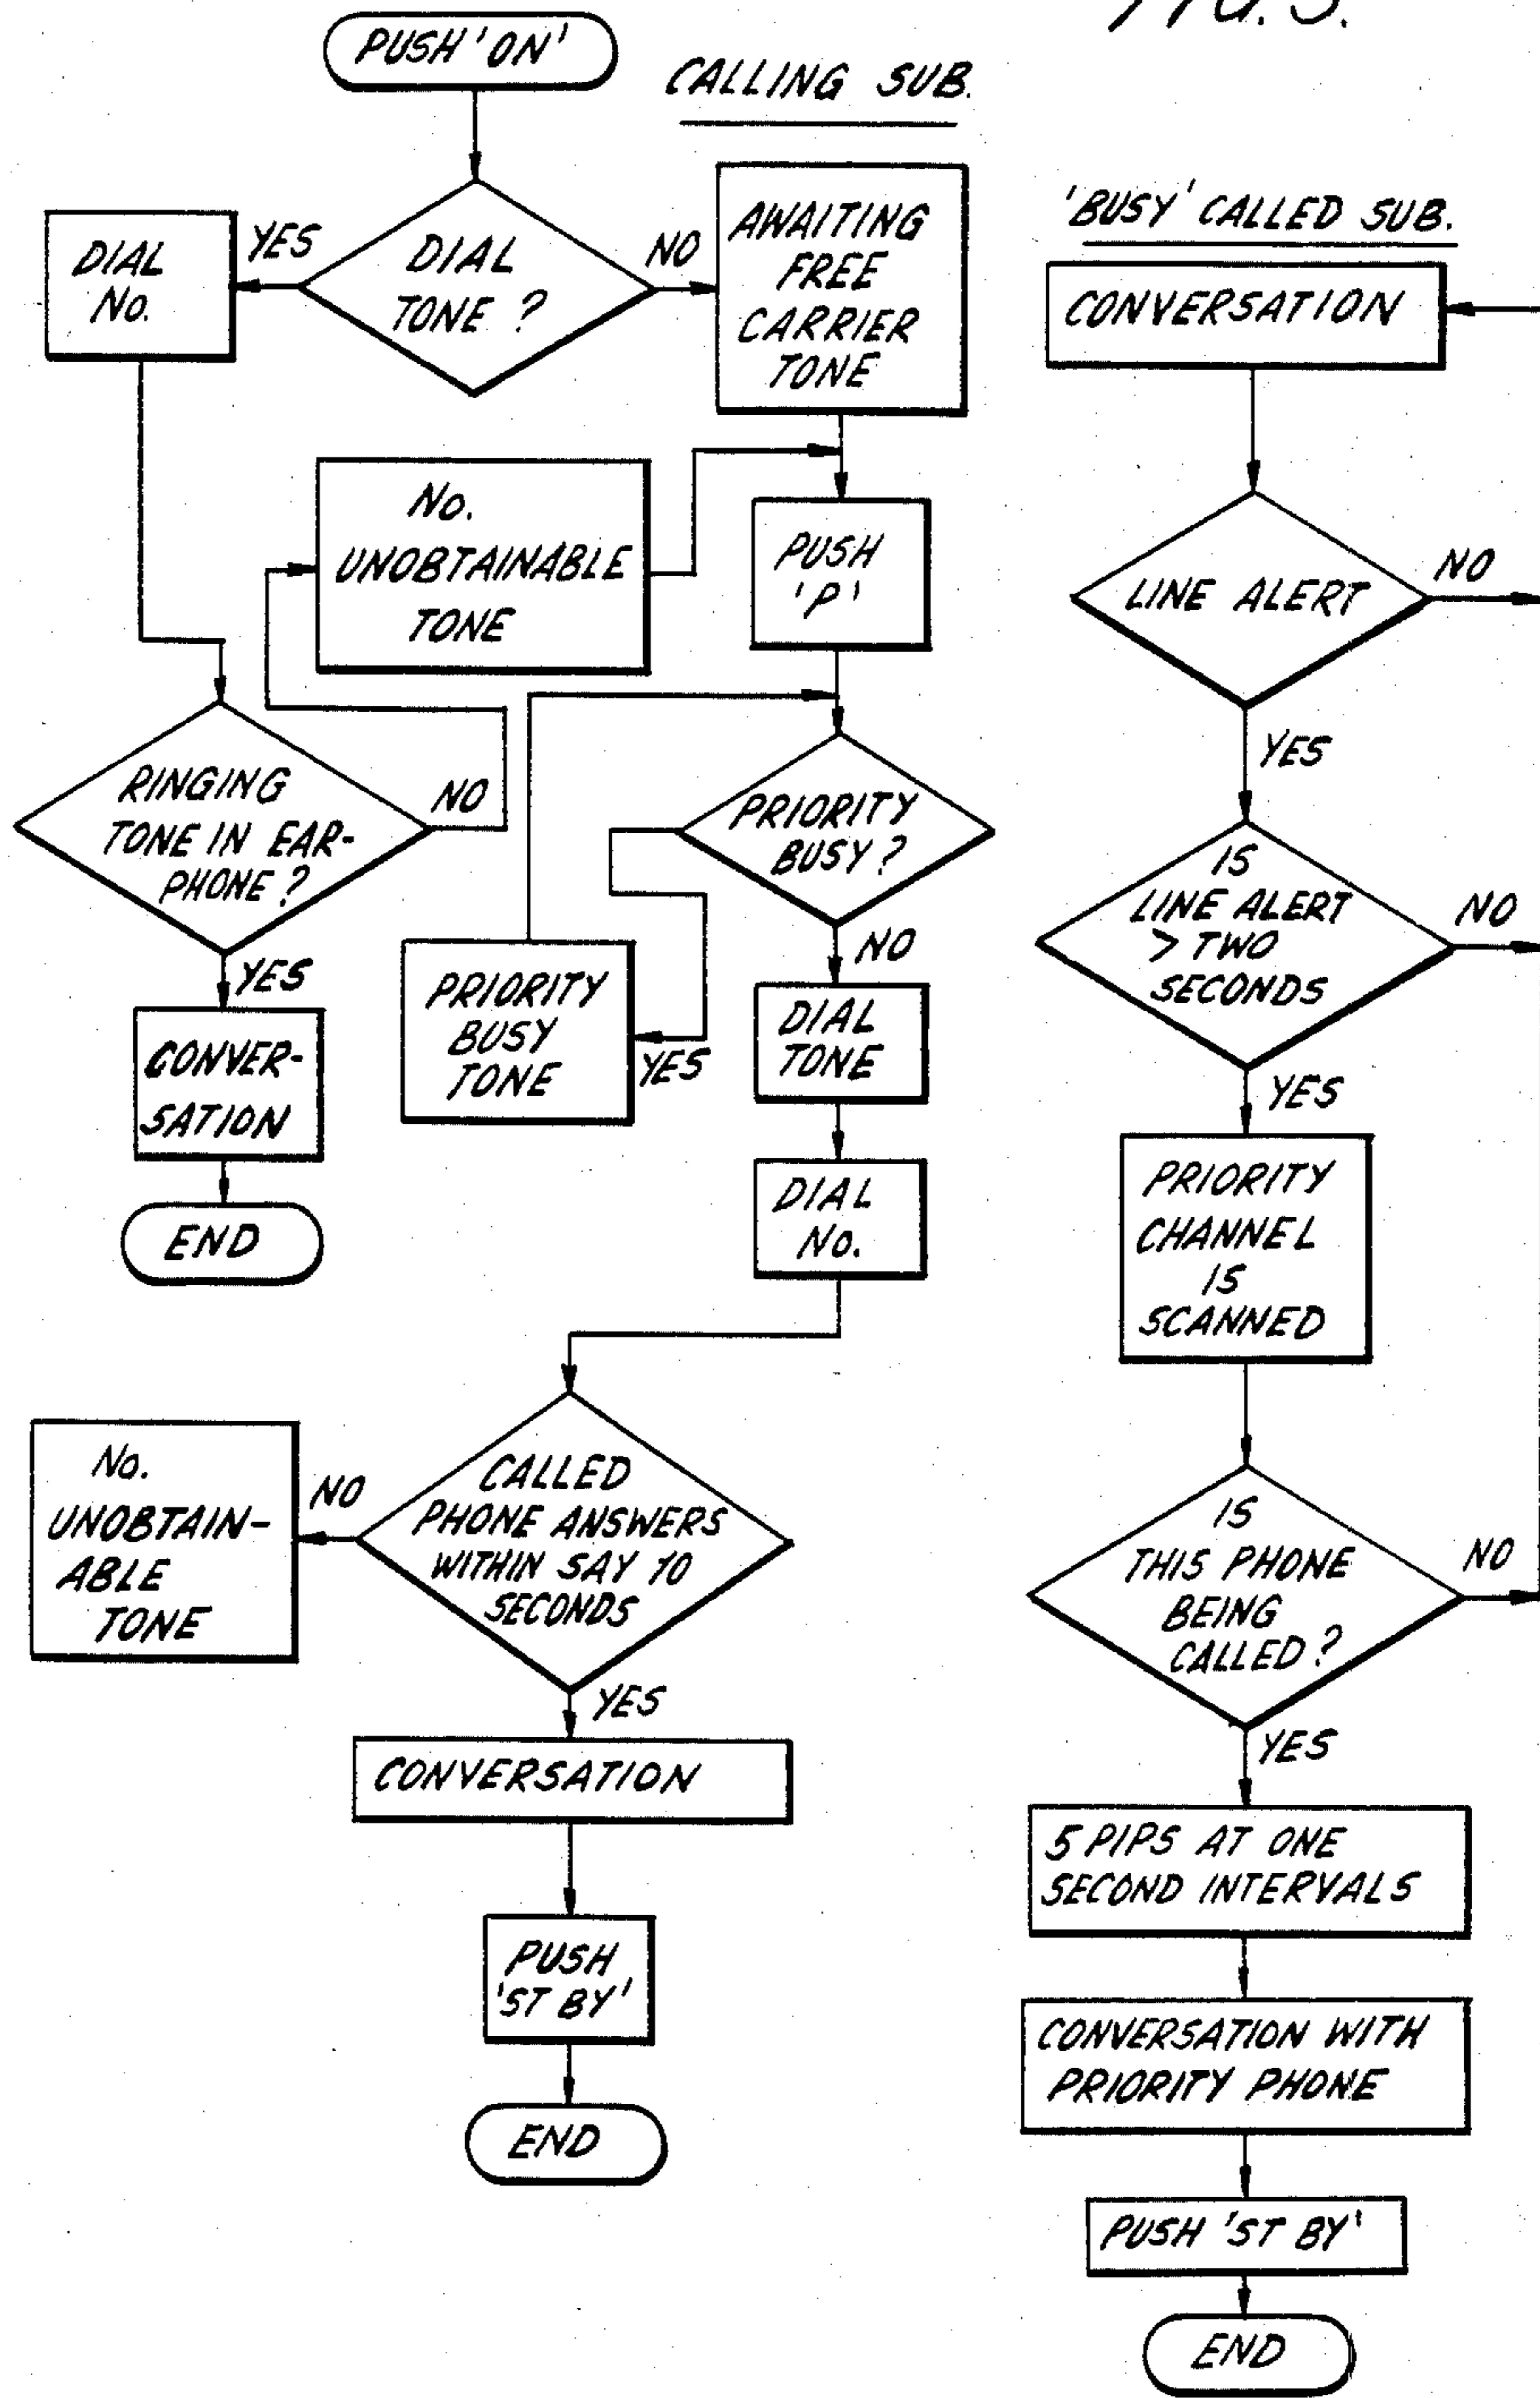 FIG. 5.
PUSH 'ON'
CALLING SUB.
DIAL
No.
YES
DIAL
TONE ?
NO
AWAITING
FREE
CARRIER
TONE
No.
UNOBTAINABLE
TONE
PUSH
'P'
RINGING
TONE IN EAR-
PHONE ?
NO
YES
CONVER-
SATION
END
PRIORITY
BUSY ?
PRIORITY
BUSY
TONE
YES
NO
DIAL
TONE
DIAL
No.
CALLED
PHONE ANSWERS
WITHIN SAY 10
SECONDS
NO
No.
UNOBTAIN-
ABLE
TONE
YES
CONVERSATION
PUSH
'ST BY'
END
'BUSY' CALLED SUB.
CONVERSATION
LINE ALERT
NO
YES
IS
LINE ALERT
> TWO
SECONDS
NO
YES
PRIORITY
CHANNEL
IS
SCANNED
IS
THIS PHONE
BEING
CALLED ?
NO
YES
5 PIPS AT ONE
SECOND INTERVALS
CONVERSATION WITH
PRIORITY PHONE
PUSH 'ST BY'
END